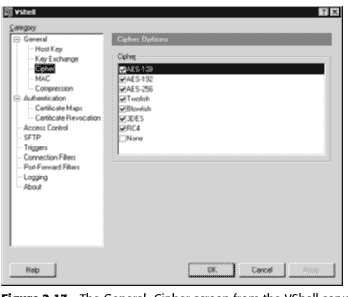 VShell
Category:
General
Host Key
Key Exchange
Cipher
MAC
Compression
Authentication
Certificate Maps
Certificate Revocation
Access Control
SFTP
Triggers
Connection Filters
Port-Forward Filters
Logging
About
Cipher Options
Cipher
AES-128
AES-192
AES-256
Twofish
Blowfish
3DES
RC4
None
Help
OK
Cancel
Apply
Figure 2.17 The General, Cipher screen from the VShell